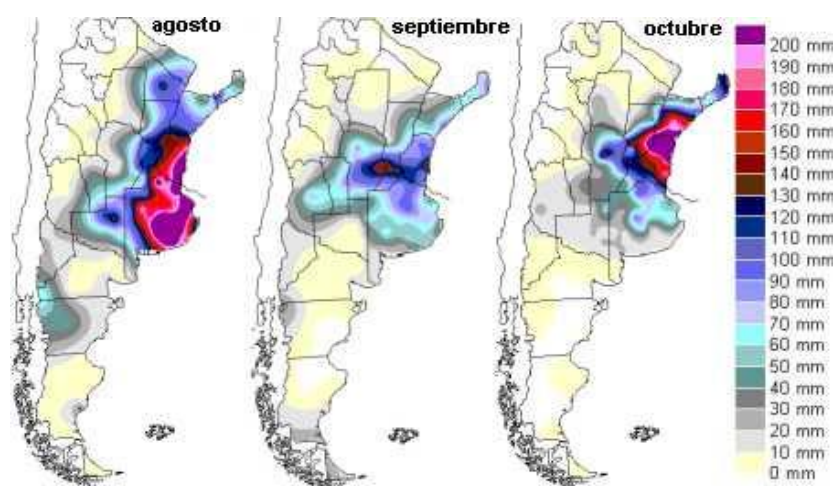 agosto
septiembre
octubre
200 mm
190 mm
180 mm
170 mm
160 mm
150 mm
130 mm
120 mm
110 mm
100 mm
90 mm
80 mm
70 mm
60 mm
50 mm
40 mm
30 mm
20 mm
10 mm
0 mm